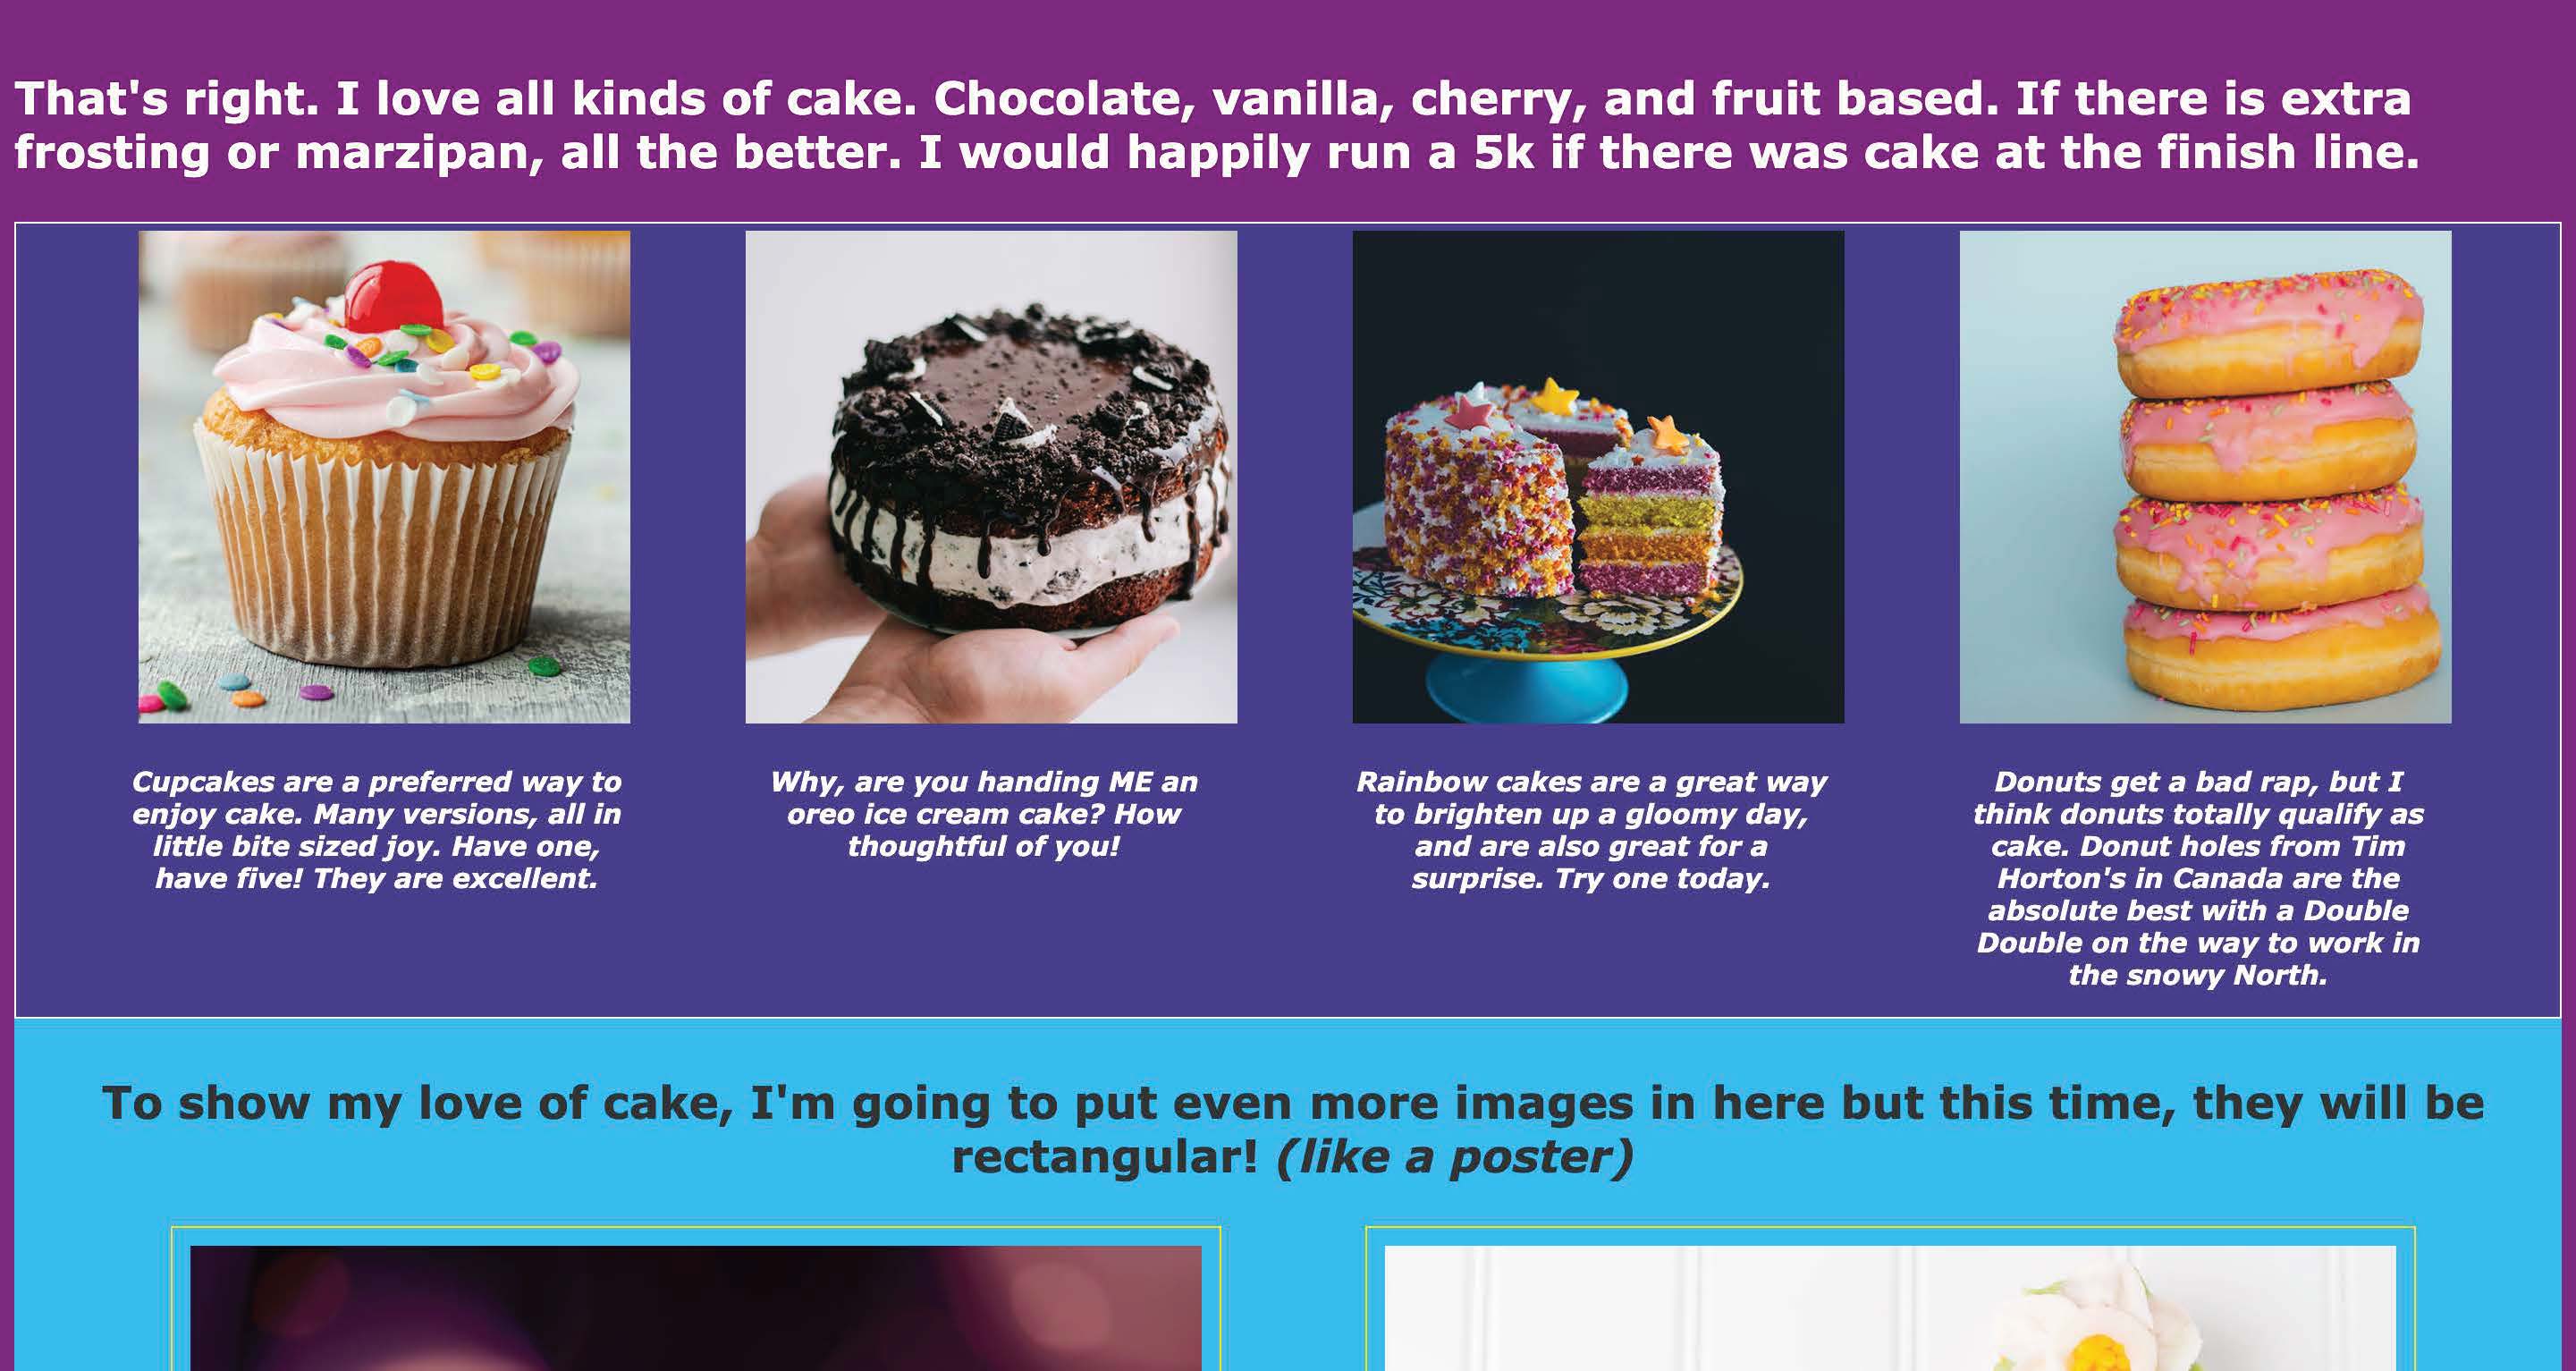 That's right. I love all kinds of cake. Chocolate, vanilla, cherry, and fruit based. If there is extra
frosting or marzipan, all the better. I would happily run a 5k if there was cake at the finish line.
Cupcakes are a preferred way to
enjoy cake. Many versions, all in
little bite sized joy. Have one,
have five! They are excellent.
Why, are you handing ME an
oreo ice cream cake? How
thoughtful of you!
Rainbow cakes are a great way
to brighten up a gloomy day,
and are also great for a
surprise. Try one today.
Donuts get a bad rap, but I
think donuts totally qualify as
cake. Donut holes from Tim
Horton's in Canada are the
absolute best with a Double
Double on the way to work in
the snowy North.
To show my love of cake, I'm going to put even more images in here but this time, they will be
rectangular! (like a poster)